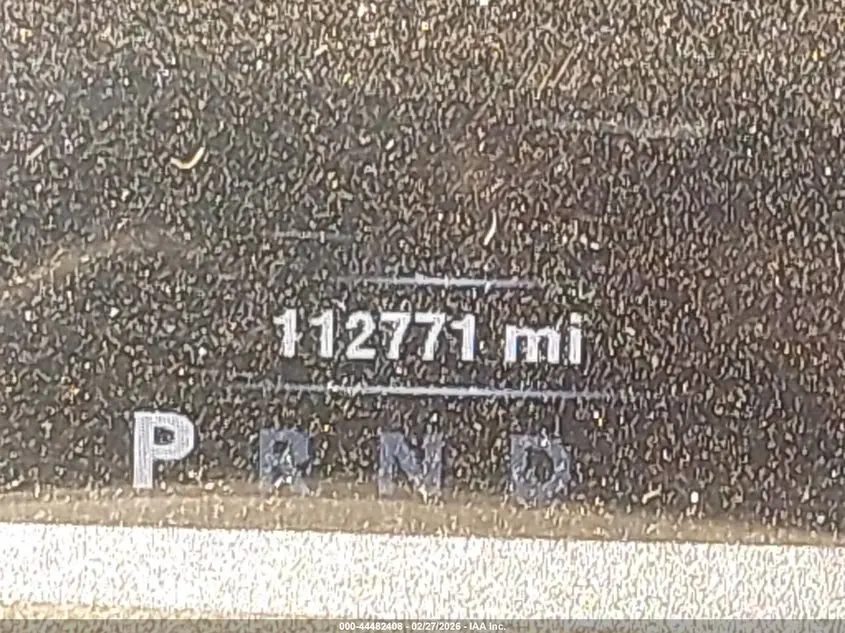 112771 mi
P R N D
000-44482408 - 02/27/2026 - IAA Inc.